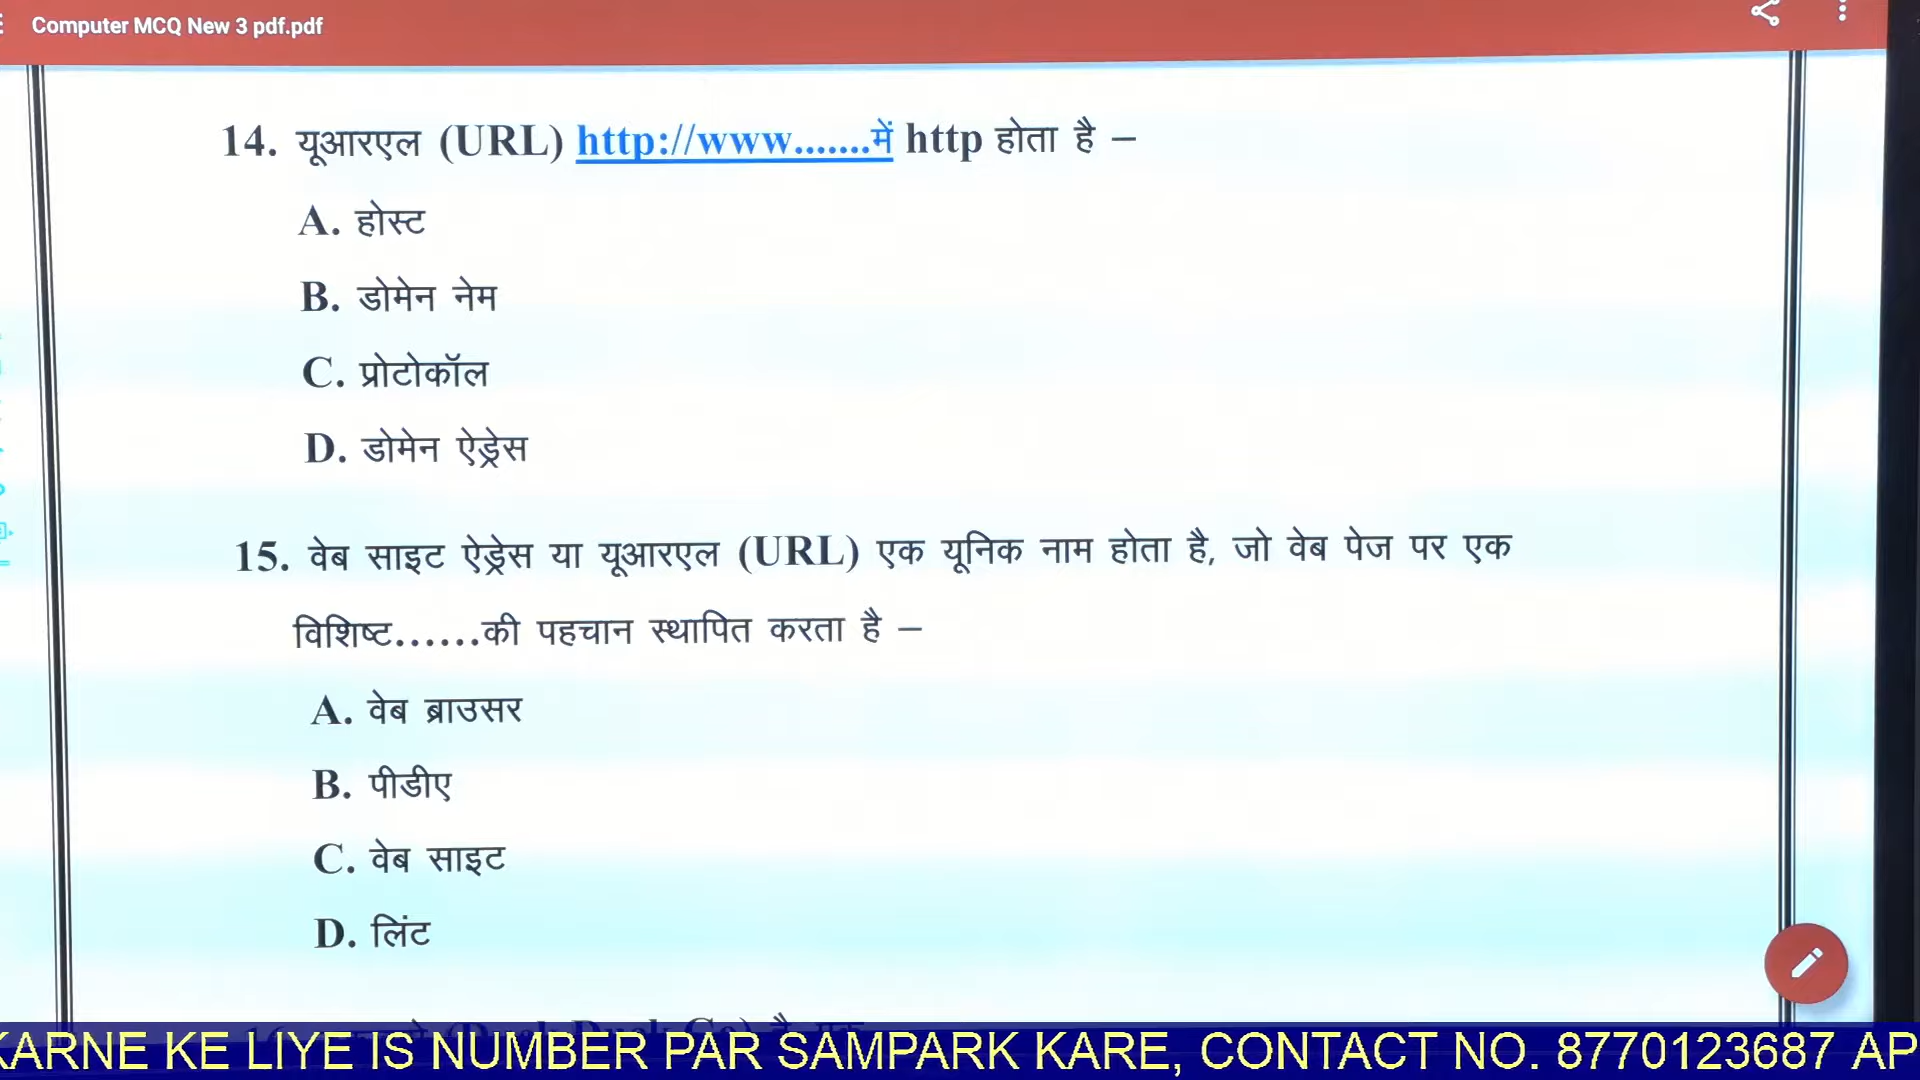 Computer MCQ New 3 pdf.pdf
14. यूआरएल (URL) http://www.......में http होता है –
A. होस्ट
B. डोमेन नेम
C. प्रोटोकॉल
D. डोमेन ऐड्रेस
15. वेब साइट ऐड्रेस या यूआरएल (URL) एक यूनिक नाम होता है, जो वेब पेज पर एक
विशिष्ट......की पहचान स्थापित करता है –
A. वेब ब्राउसर
B. पीडीए
C. वेब साइट
D. लिंट
KARNE KE LIYE IS NUMBER PAR SAMPARK KARE, CONTACT NO. 8770123687 AP